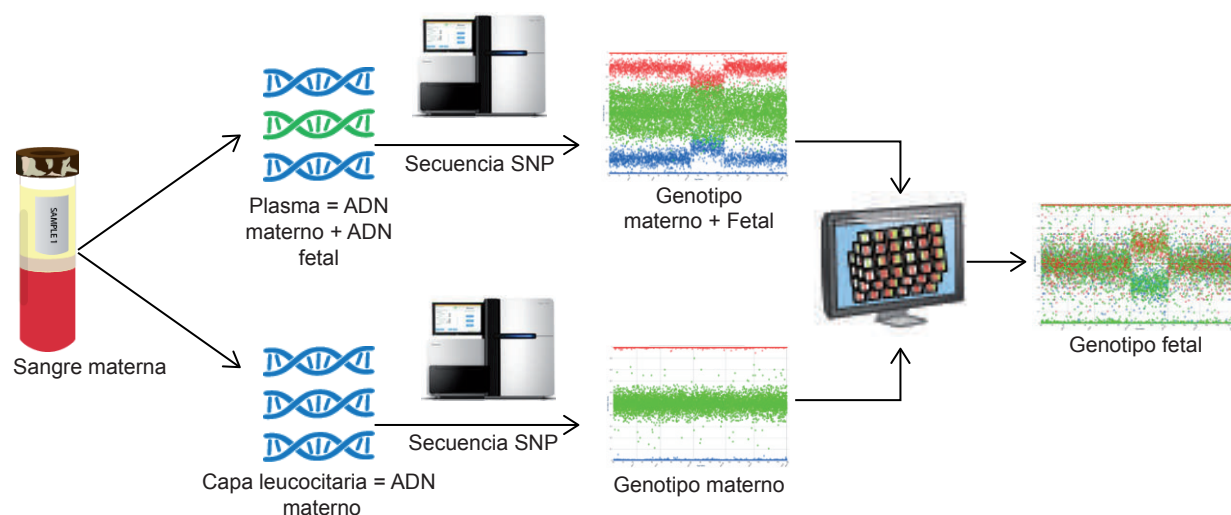 SAMPLE 1
Sangre materna
Plasma = ADN
materno + ADN
fetal
Secuencia SNP
Genotipo
materno + Fetal
Capa leucocitaria = ADN
materno
Secuencia SNP
Genotipo materno
Genotipo fetal